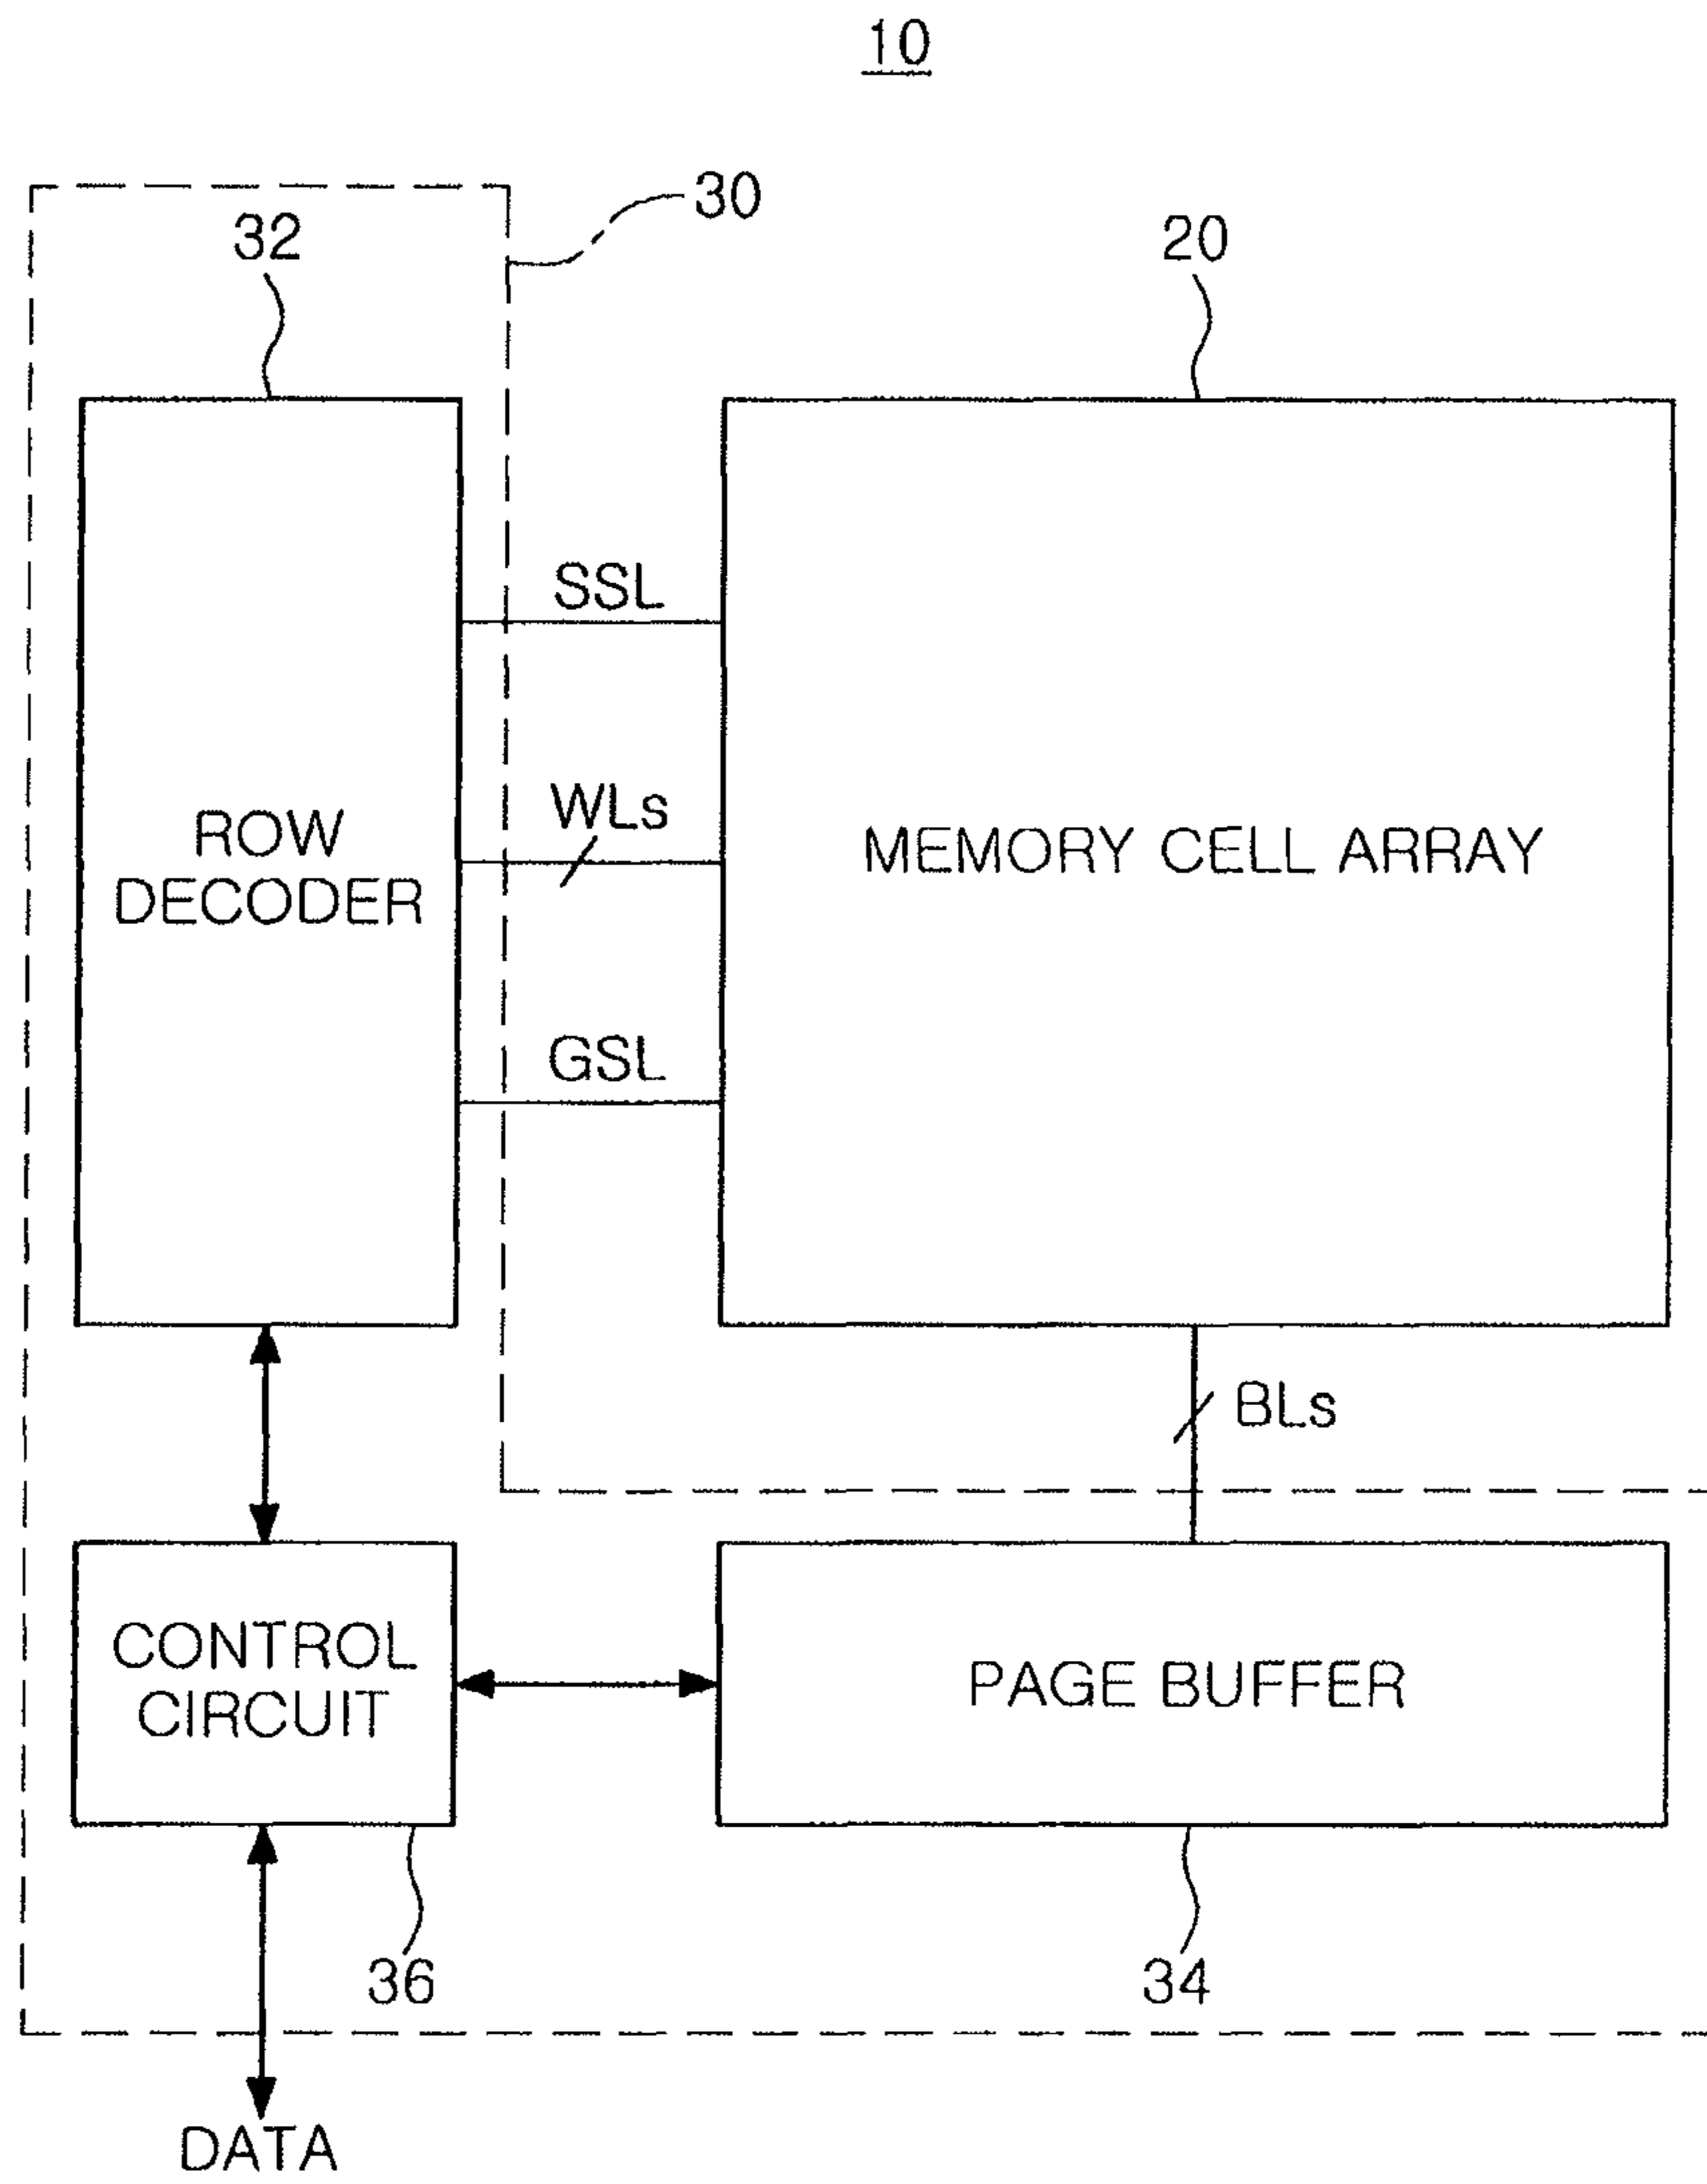 10
30
32
20
SSL
WLs
ROW
DECODER
MEMORY CELL ARRAY
GSL
BLs
CONTROL
CIRCUIT
PAGE BUFFER
36
34
DATA